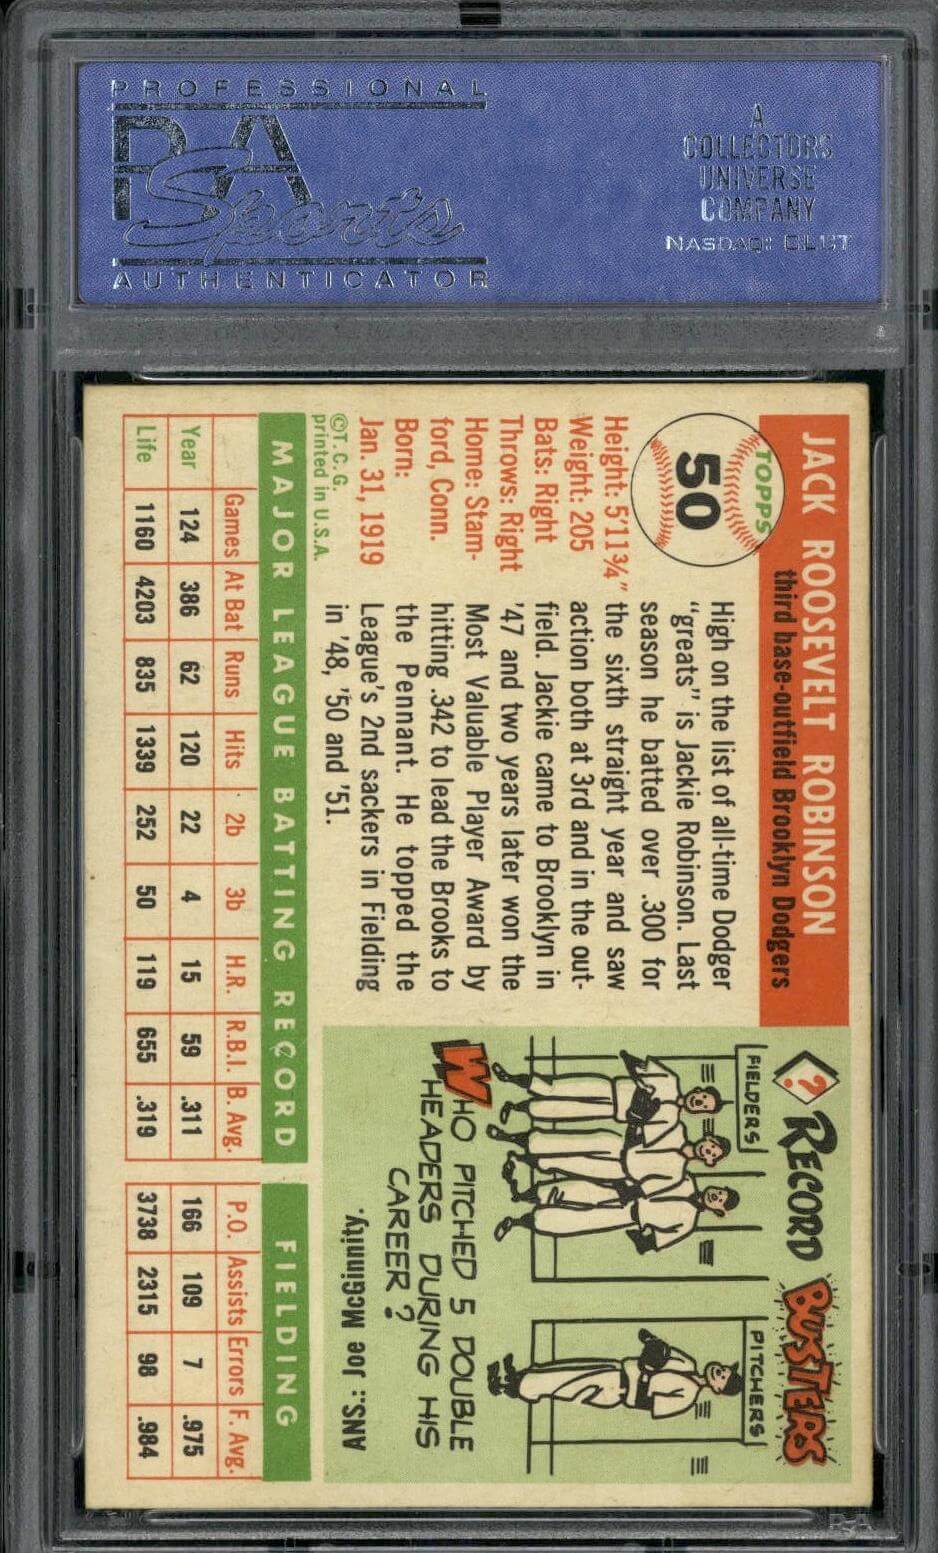 PROFESSIONAL
PSA
Sports
AUTHENTICATOR
A
COLLECTORS
UNIVERSE
COMPANY
NASDAQ: CLCT
JACK ROOSEVELT ROBINSON
third base-outfield Brooklyn Dodgers
TOPPS
50
Height: 5'11¾"
Weight: 205
Bats: Right
Throws: Right
Home: Stam-
ford, Conn.
Born:
Jan. 31, 1919
©T.C.G.
printed in U.S.A.
High on the list of all-time Dodger
"greats" is Jackie Robinson. Last
season he batted over .300 for
the sixth straight year and saw
action both at 3rd and in the out-
field. Jackie came to Brooklyn in
'47 and two years later won the
Most Valuable Player Award by
hitting .342 to lead the Brooks to
the Pennant. He topped the
League's 2nd sackers in Fielding
in '48, '50 and '51.
? RECORD BUSTERS
FIELDERS
PITCHERS
WHO PITCHED 5 DOUBLE
HEADERS DURING HIS
CAREER?
ANS.: Joe McGinnity.
MAJOR LEAGUE BATTING RECORD
FIELDING
Games At Bat Runs Hits 2b 3b H.R. R.B.I. B. Avg. P.O. Assists Errors F. Avg.
Year 124 386 62 120 22 4 15 59 .311 166 109 7 .975
Life 1160 4203 835 1339 252 50 119 655 .319 3738 2315 98 .984
PSA